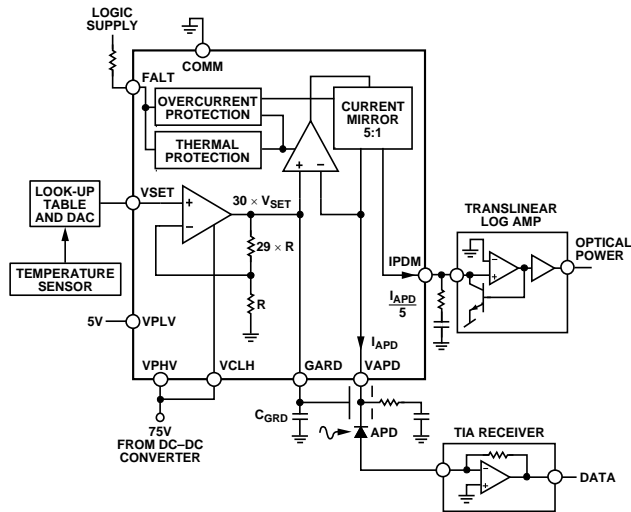 LOGIC
SUPPLY
COMM
FALT
OVERCURRENT
PROTECTION
CURRENT
MIRROR
5:1
THERMAL
PROTECTION
+
–
LOOK-UP
TABLE
AND DAC
VSET
+
–
30 × VSET
29 × R
R
TEMPERATURE
SENSOR
5V
VPLV
IPDM
IAPD
5
TRANSLINEAR
LOG AMP
–
+
OPTICAL
POWER
IAPD
VPHV
VCLH
GARD
VAPD
75V
FROM DC–DC
CONVERTER
CGRD
APD
TIA RECEIVER
–
+
DATA